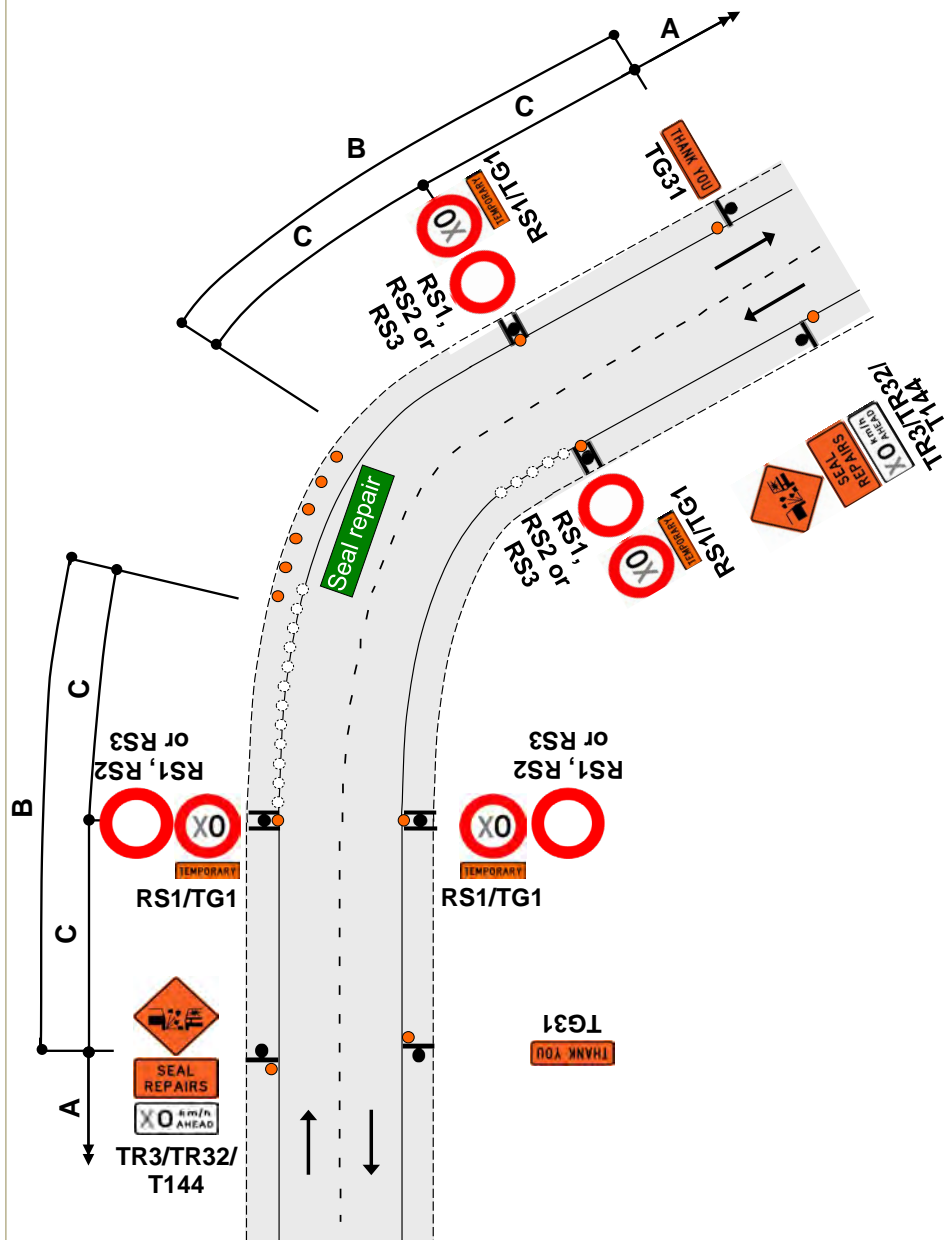 A
C
B
C
THANK YOU
TG31
TEMPORARY
RS1/TG1
X0
RS1,
RS2 or
RS3
TR3/TR32/
T144
X0 km/h
AHEAD
SEAL
REPAIRS
Seal repair
RS1,
RS2 or
RS3
X0
TEMPORARY
RS1/TG1
C
B
C
RS1, RS2
or RS3
X0
TEMPORARY
RS1/TG1
RS1, RS2
or RS3
X0
TEMPORARY
RS1/TG1
SEAL
REPAIRS
X0 km/h
AHEAD
TR3/TR32/
T144
A
TG31
THANK YOU